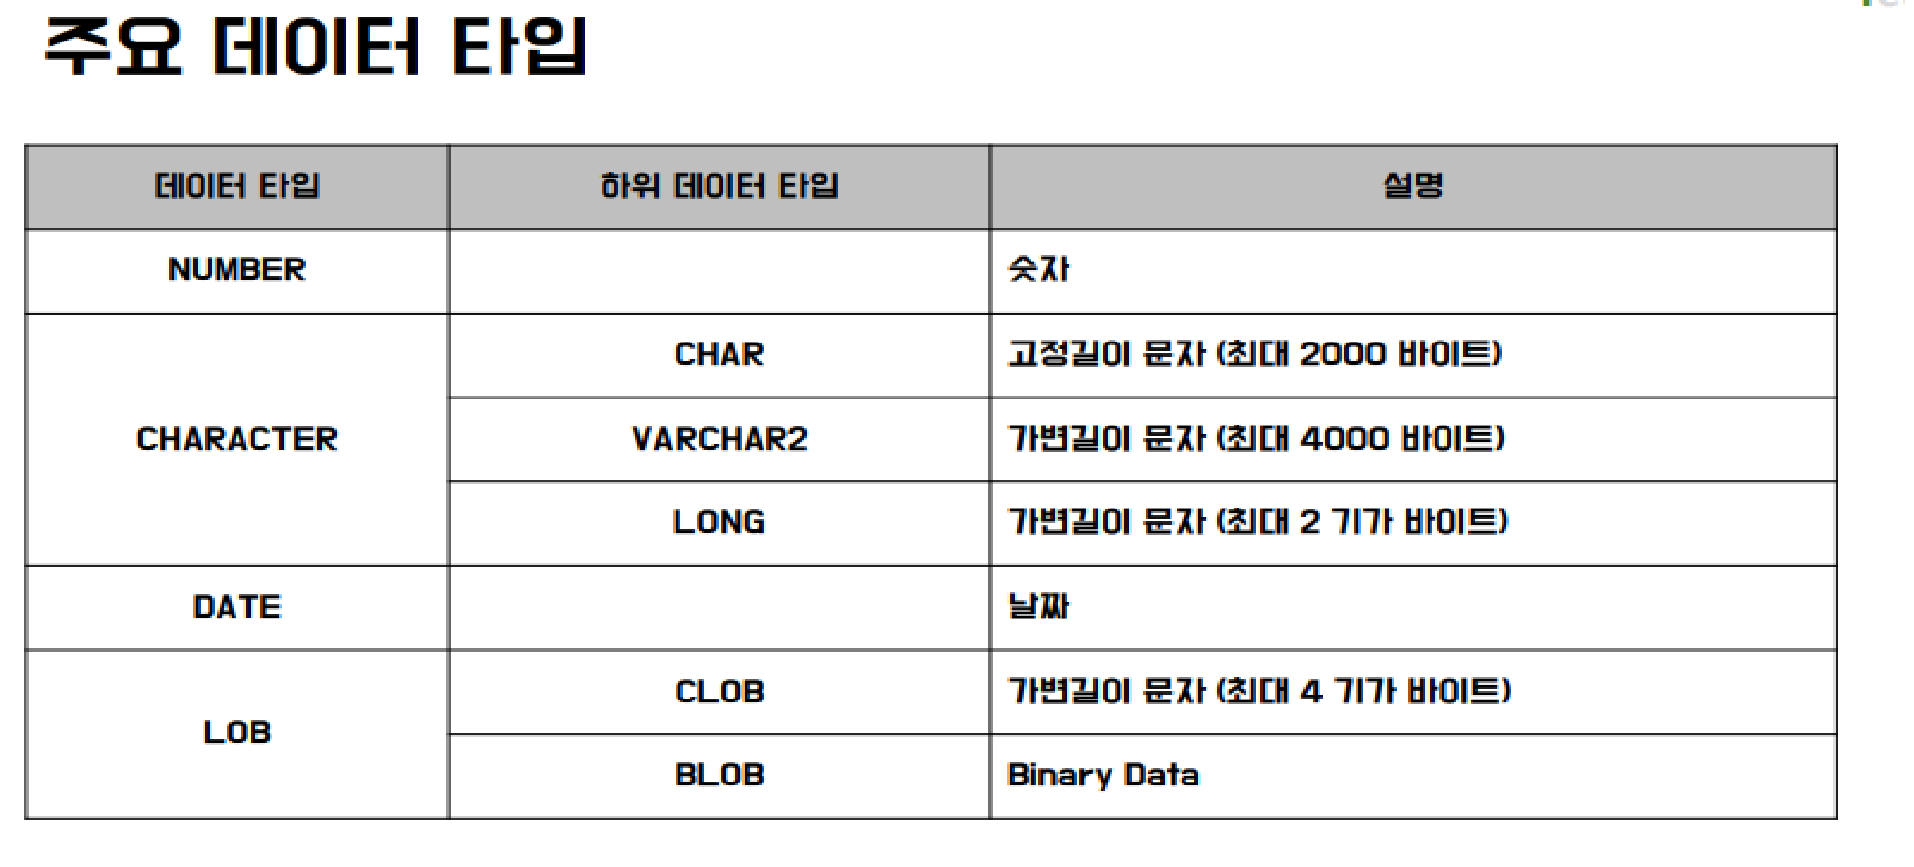 주요 데이터 타입
데이터 타입 하위 데이터 타입 설명
NUMBER 숫자
CHARACTER CHAR 고정길이 문자 (최대 2000 바이트)
VARCHAR2 가변길이 문자 (최대 4000 바이트)
LONG 가변길이 문자 (최대 2 기가 바이트)
DATE 날짜
LOB CLOB 가변길이 문자 (최대 4 기가 바이트)
BLOB Binary Data